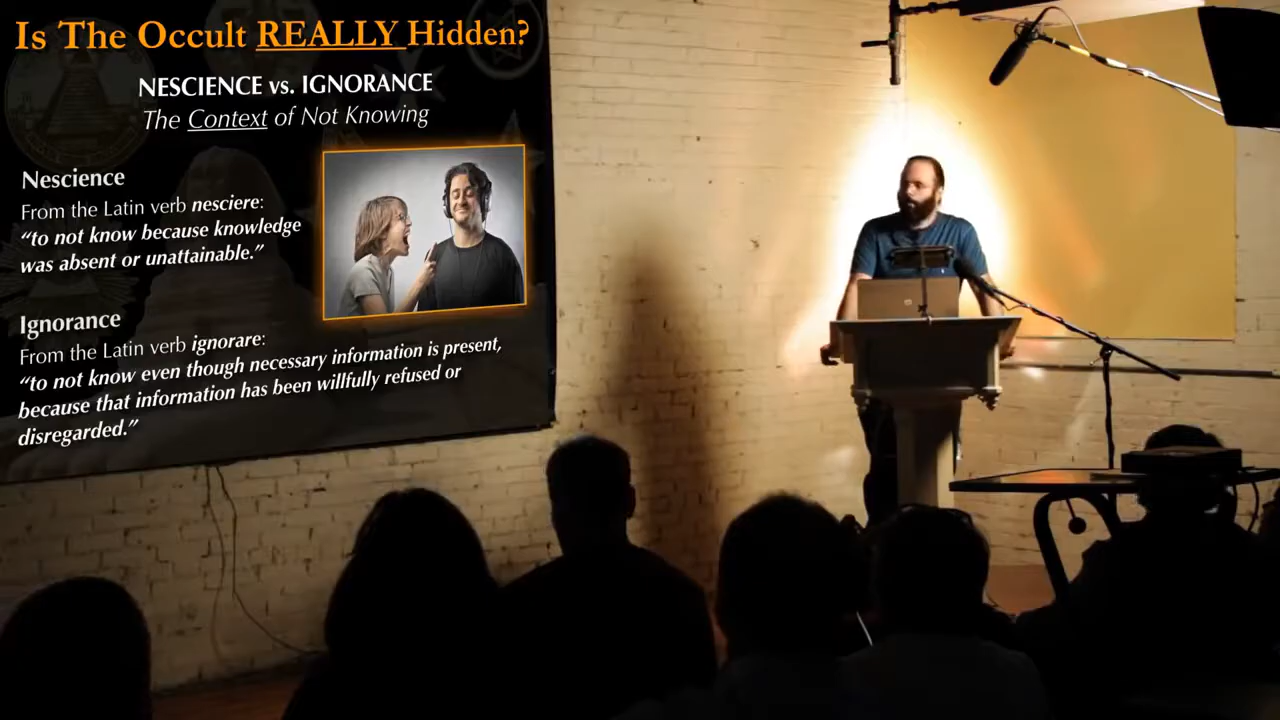 Is The Occult REALLY Hidden?
NESCIENCE vs. IGNORANCE
The Context of Not Knowing
Nescience
From the Latin verb nesciere:
“to not know because knowledge
was absent or unattainable.”
Ignorance
From the Latin verb ignorare:
“to not know even though necessary information is present,
because that information has been willfully refused or
disregarded.”